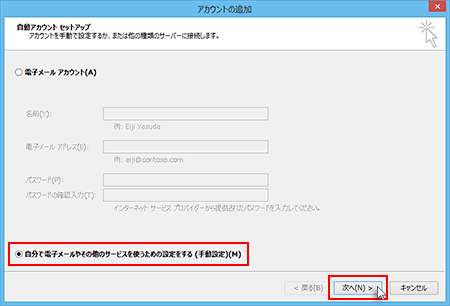 アカウントの追加
自動アカウント セットアップ
アカウントを手動で設定するか、または他の種類のサーバーに接続します。
電子メール アカウント(A)
名前(Y):
例: Eiji Yasuda
電子メール アドレス(E):
例: eiji@contoso.com
パスワード(P):
パスワードの確認入力(T):
インターネット サービス プロバイダーから提供されたパスワードを入力してください。
自分で電子メールやその他のサービスを使うための設定をする (手動設定)(M)
< 戻る(B)
次へ(N) >
キャンセル